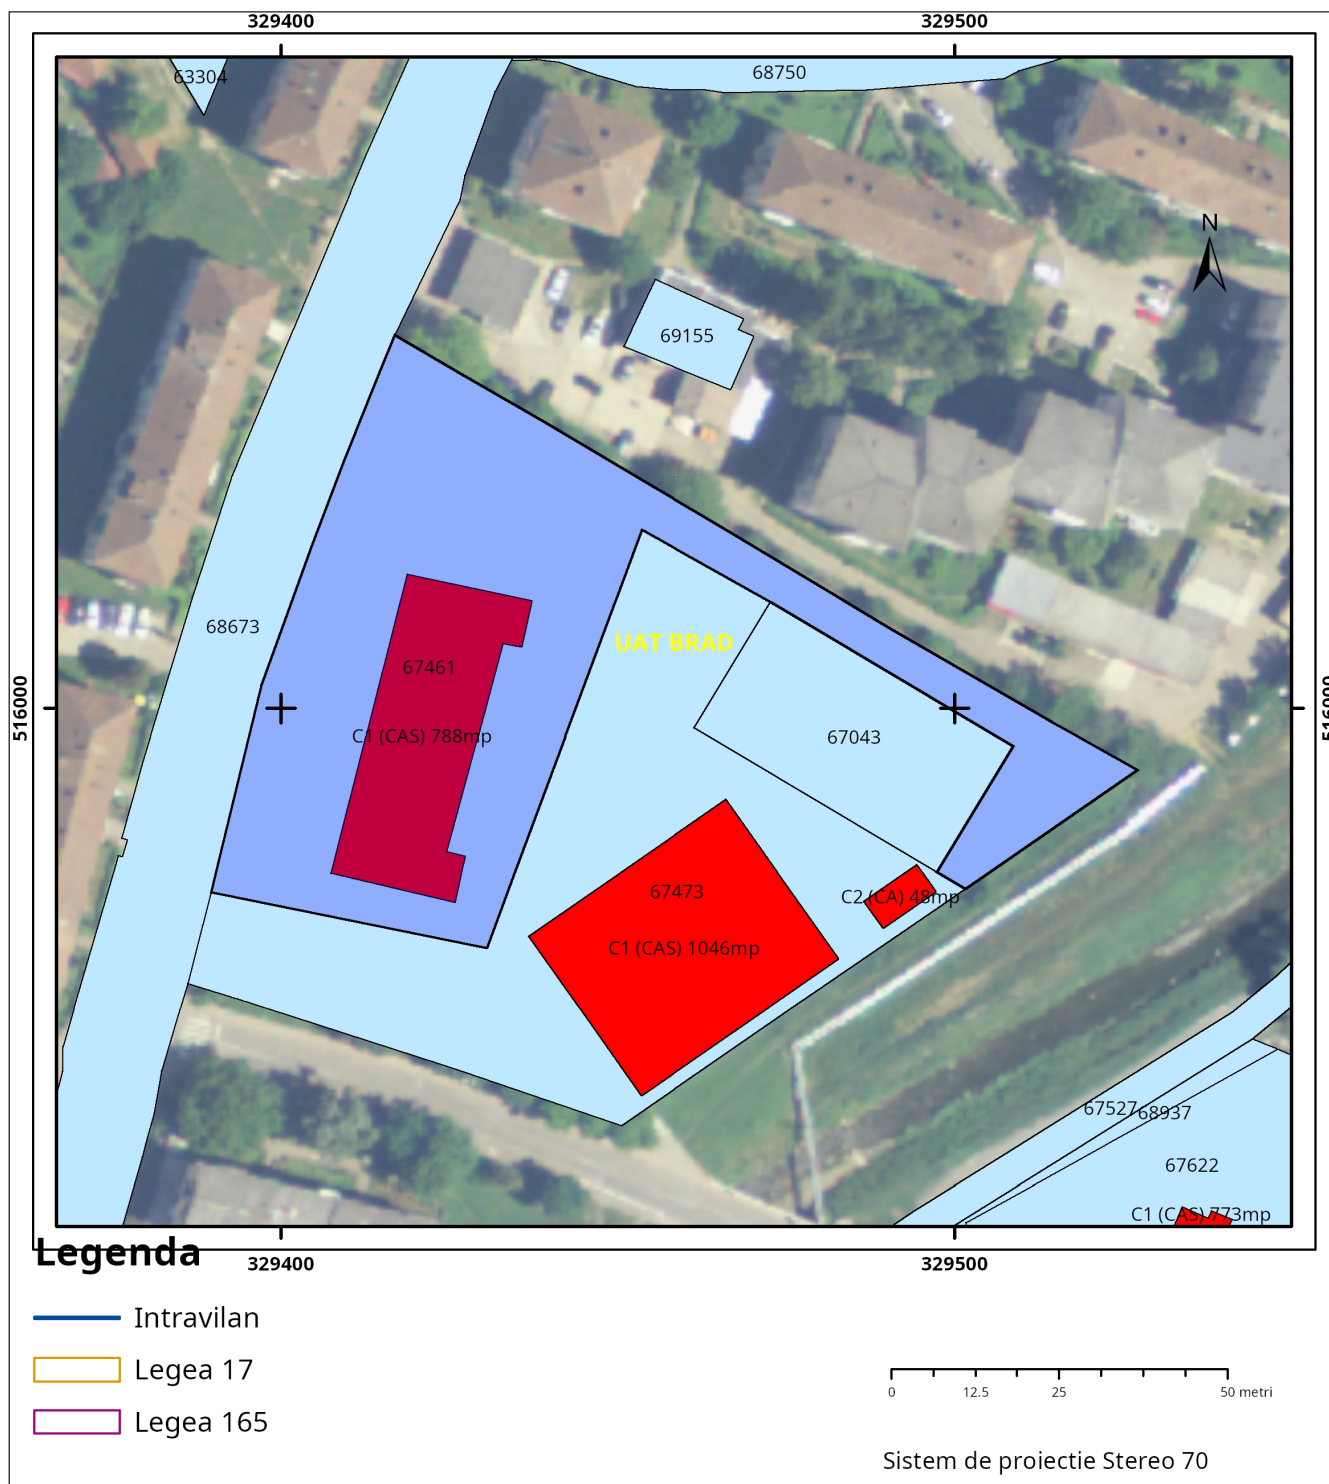 329400
329500
63304
68750
N
69155
68673
UAT BRAD
67461
516000
516000
C1 (CAS) 788mp
67043
67473
C2 (CA) 48mp
C1 (CAS) 1046mp
67527
68937
67622
C1 (CAS) 773mp
329400
329500
Legenda
Intravilan
Legea 17
Legea 165
0 12.5 25 50 metri
Sistem de proiectie Stereo 70